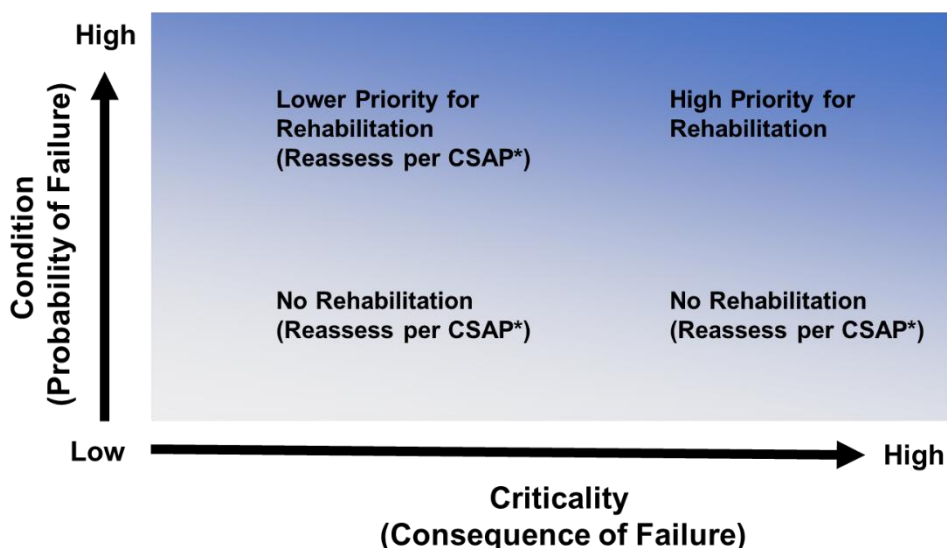 High
Condition
(Probability of Failure)
Lower Priority for
Rehabilitation
(Reassess per CSAP*)
High Priority for
Rehabilitation
No Rehabilitation
(Reassess per CSAP*)
No Rehabilitation
(Reassess per CSAP*)
Low
High
Criticality
(Consequence of Failure)